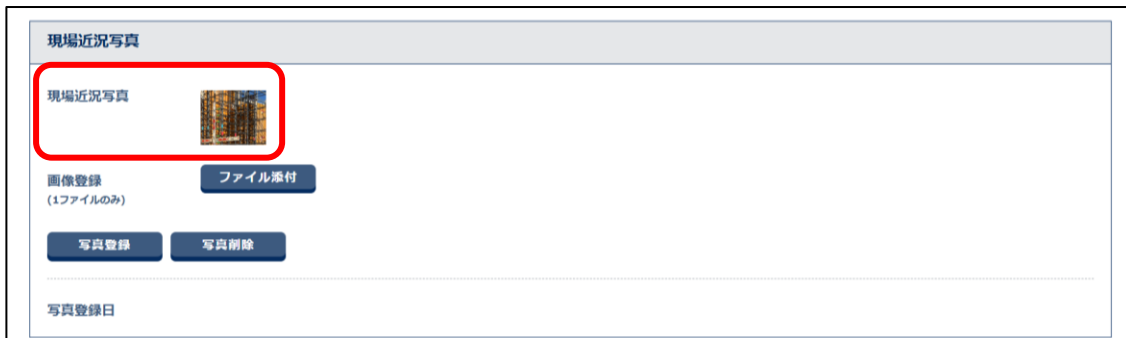 現場近況写真
現場近況写真
画像登録
ファイル添付
(1ファイルのみ)
写真登録
写真削除
写真登録日